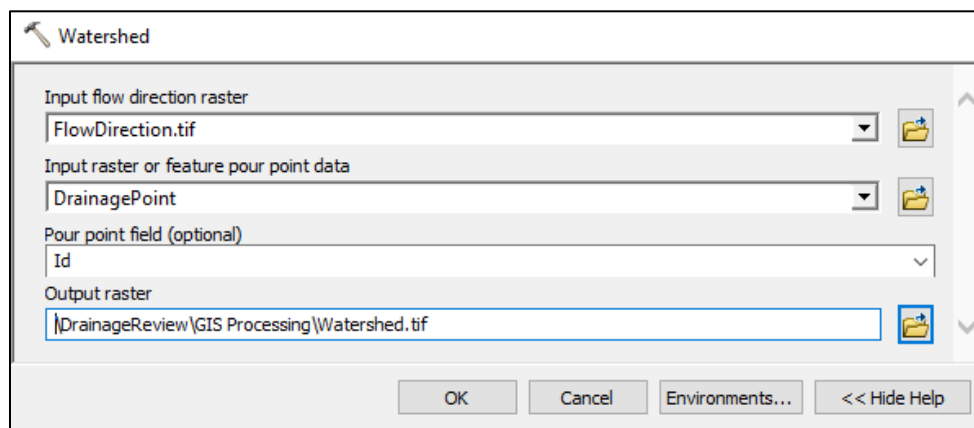 Watershed
Input flow direction raster
FlowDirection.tif
Input raster or feature pour point data
DrainagePoint
Pour point field (optional)
Id
Output raster
\DrainageReview\GIS Processing\Watershed.tif
OK Cancel Environments... << Hide Help